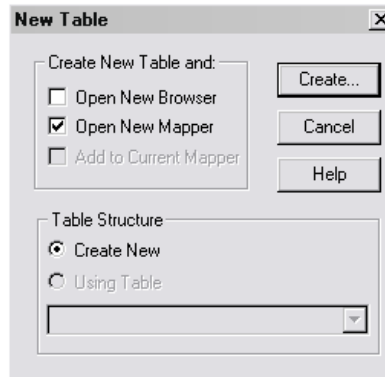 New Table
Create New Table and:
Open New Browser
Open New Mapper
Add to Current Mapper
Create...
Cancel
Help
Table Structure
Create New
Using Table